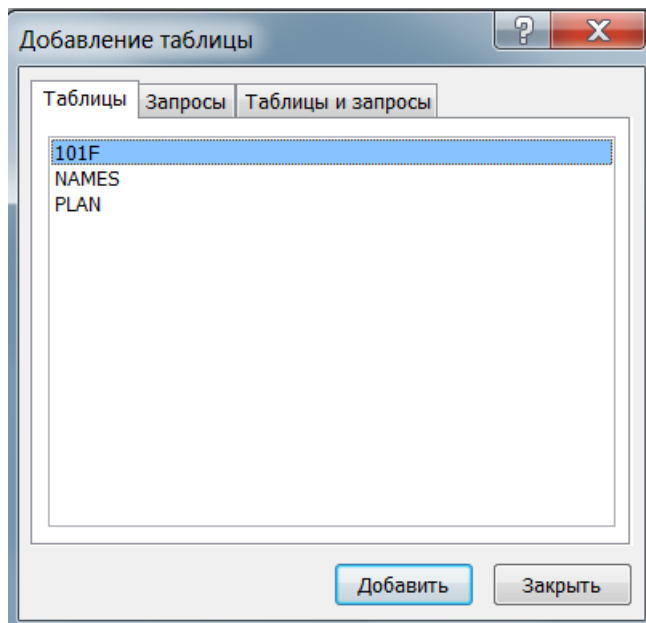 Добавление таблицы
Таблицы Запросы Таблицы и запросы
101F
NAMES
PLAN
Добавить Закрыть